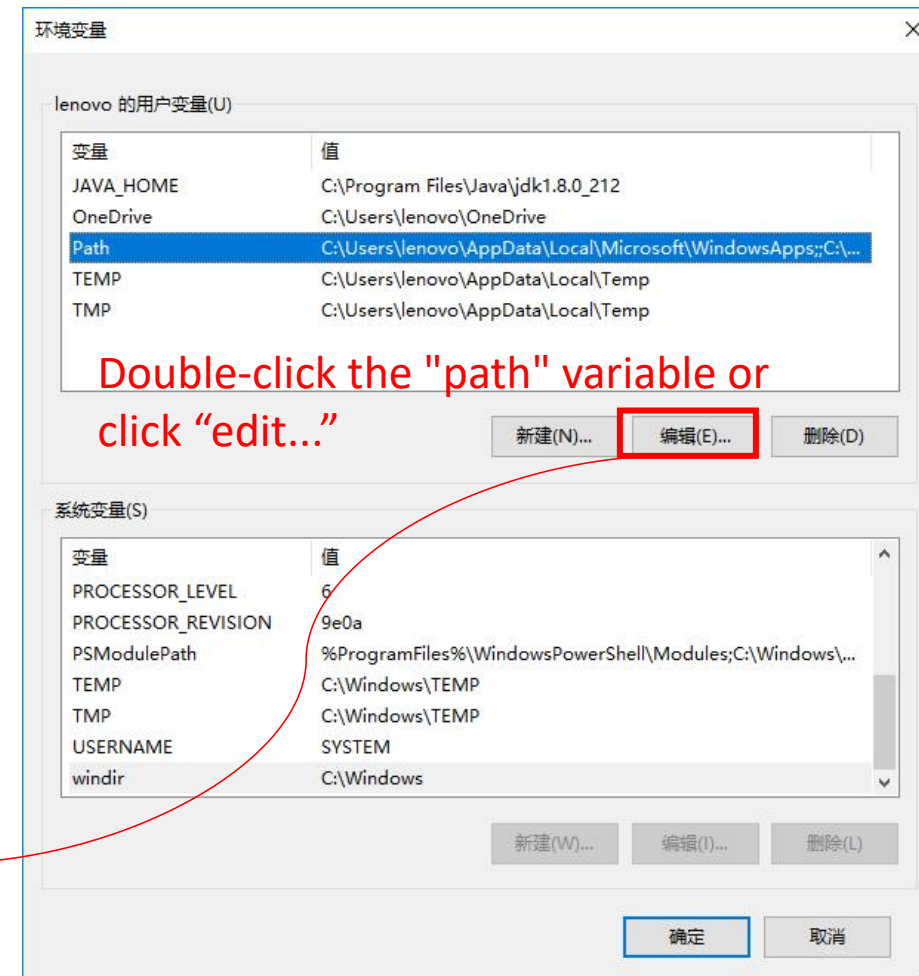 环境变量
lenovo 的用户变量(U)
变量 值
JAVA_HOME C:\Program Files\Java\jdk1.8.0_212
OneDrive C:\Users\lenovo\OneDrive
Path C:\Users\lenovo\AppData\Local\Microsoft\WindowsApps;;C:\...
TEMP C:\Users\lenovo\AppData\Local\Temp
TMP C:\Users\lenovo\AppData\Local\Temp
Double-click the "path" variable or
click “edit...”
新建(N)... 编辑(E)... 删除(D)
系统变量(S)
变量 值
PROCESSOR_LEVEL 6
PROCESSOR_REVISION 9e0a
PSModulePath %ProgramFiles%\WindowsPowerShell\Modules;C:\Windows\...
TEMP C:\Windows\TEMP
TMP C:\Windows\TEMP
USERNAME SYSTEM
windir C:\Windows
新建(W)... 编辑(I)... 删除(L)
确定 取消